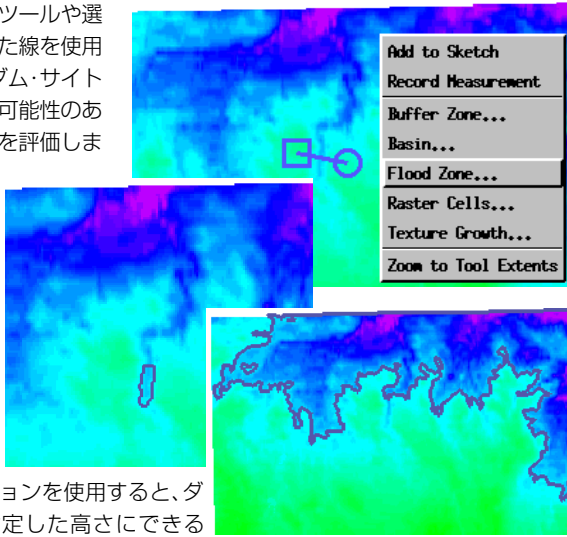 ツールや選
た線を使用
ダム・サイト
可能性のあ
を評価しま
Add to Sketch
Record Measurement
Buffer Zone...
Basin...
Flood Zone...
Raster Cells...
Texture Growth...
Zoom to Tool Extents
ョンを使用すると、ダ
定した高さにできる